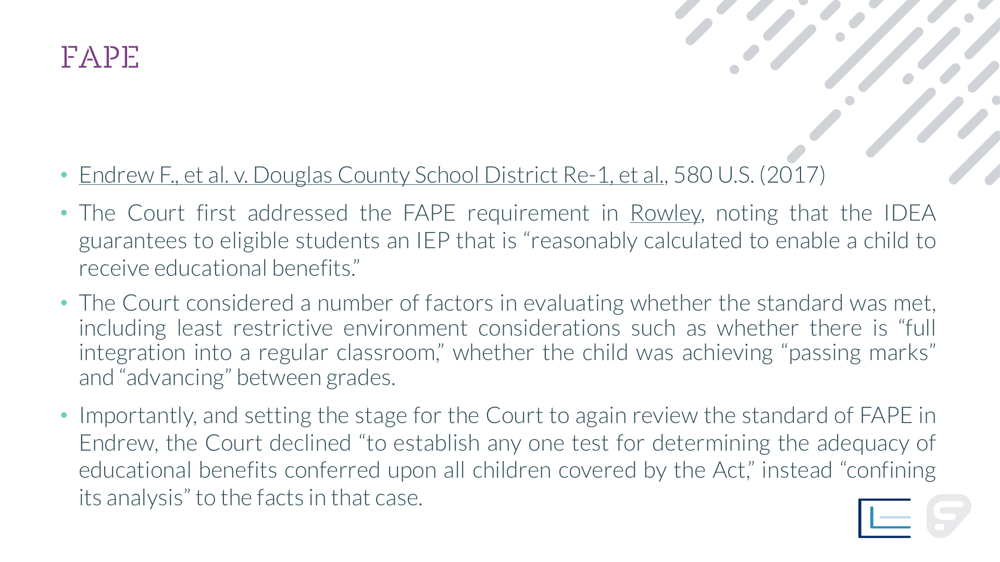 FAPE
• Endrew F., et al. v. Douglas County School District Re-1, et al., 580 U.S. (2017)
• The Court first addressed the FAPE requirement in Rowley, noting that the IDEA
guarantees to eligible students an IEP that is “reasonably calculated to enable a child to
receive educational benefits.”
• The Court considered a number of factors in evaluating whether the standard was met,
including least restrictive environment considerations such as whether there is “full
integration into a regular classroom,” whether the child was achieving “passing marks”
and “advancing” between grades.
• Importantly, and setting the stage for the Court to again review the standard of FAPE in
Endrew, the Court declined “to establish any one test for determining the adequacy of
educational benefits conferred upon all children covered by the Act,” instead “confining
its analysis” to the facts in that case.